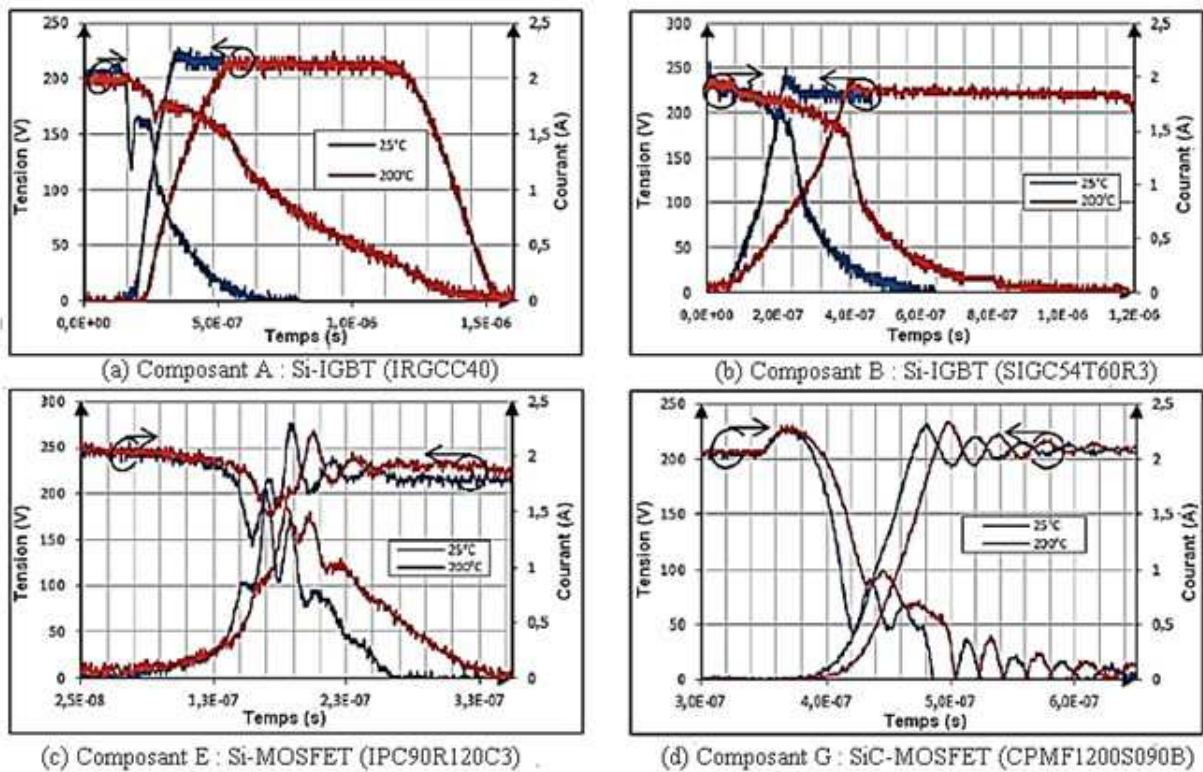 Tension (V)
250
200
150
100
50
0
2,5
2
1,5
1
0,5
0
Courant (A)
25°C
200°C
0,0E+00
5,0E-07
1,0E-06
1,5E-06
Temps (s)
(a) Composant A : Si-IGBT (IRGCC40)
Tension (V)
300
250
200
150
100
50
0
2,5
2
1,5
1
0,5
0
Courant (A)
25°C
200°C
0,0E+00
2,0E-07
4,0E-07
6,0E-07
8,0E-07
1,0E-06
1,2E-06
Temps (s)
(b) Composant B : Si-IGBT (SIGC54T60R3)
Tension (V)
300
250
200
150
100
50
0
2,5
2
1,5
1
0,5
0
Courant (A)
25°C
200°C
2,5E-08
1,3E-07
2,3E-07
3,3E-07
Temps (s)
(c) Composant E : Si-MOSFET (IPC90R120C3)
Tension (V)
250
200
150
100
50
0
2,5
2
1,5
1
0,5
0
Courant (A)
25°C
200°C
3,0E-07
4,0E-07
5,0E-07
6,0E-07
Temps (s)
(d) Composant G : SiC-MOSFET (CPMF1200S090B)